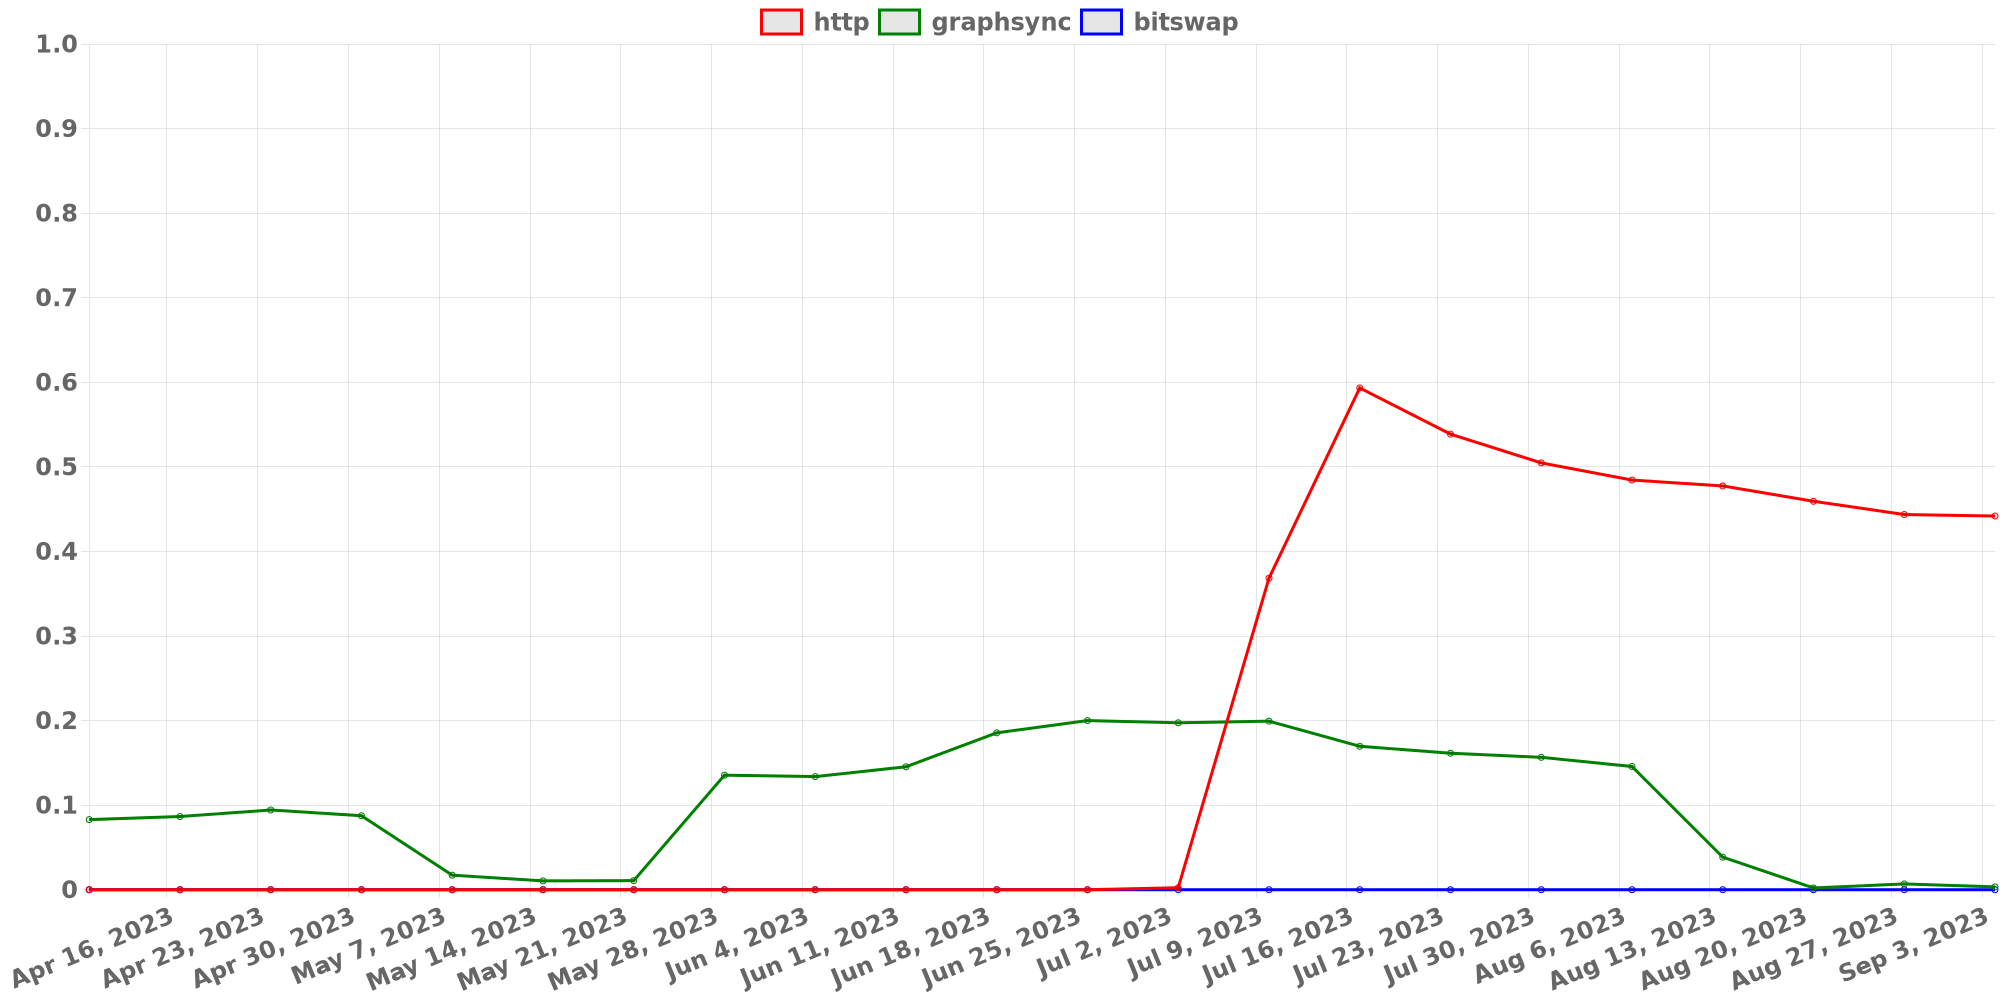 http graphsync bitswap
1.0
0.9
0.8
0.7
0.6
0.5
0.4
0.3
0.2
0.1
0
Apr 16, 2023
Apr 23, 2023
Apr 30, 2023
May 7, 2023
May 14, 2023
May 21, 2023
May 28, 2023
Jun 4, 2023
Jun 11, 2023
Jun 18, 2023
Jun 25, 2023
Jul 2, 2023
Jul 9, 2023
Jul 16, 2023
Jul 23, 2023
Jul 30, 2023
Aug 6, 2023
Aug 13, 2023
Aug 20, 2023
Aug 27, 2023
Sep 3, 2023